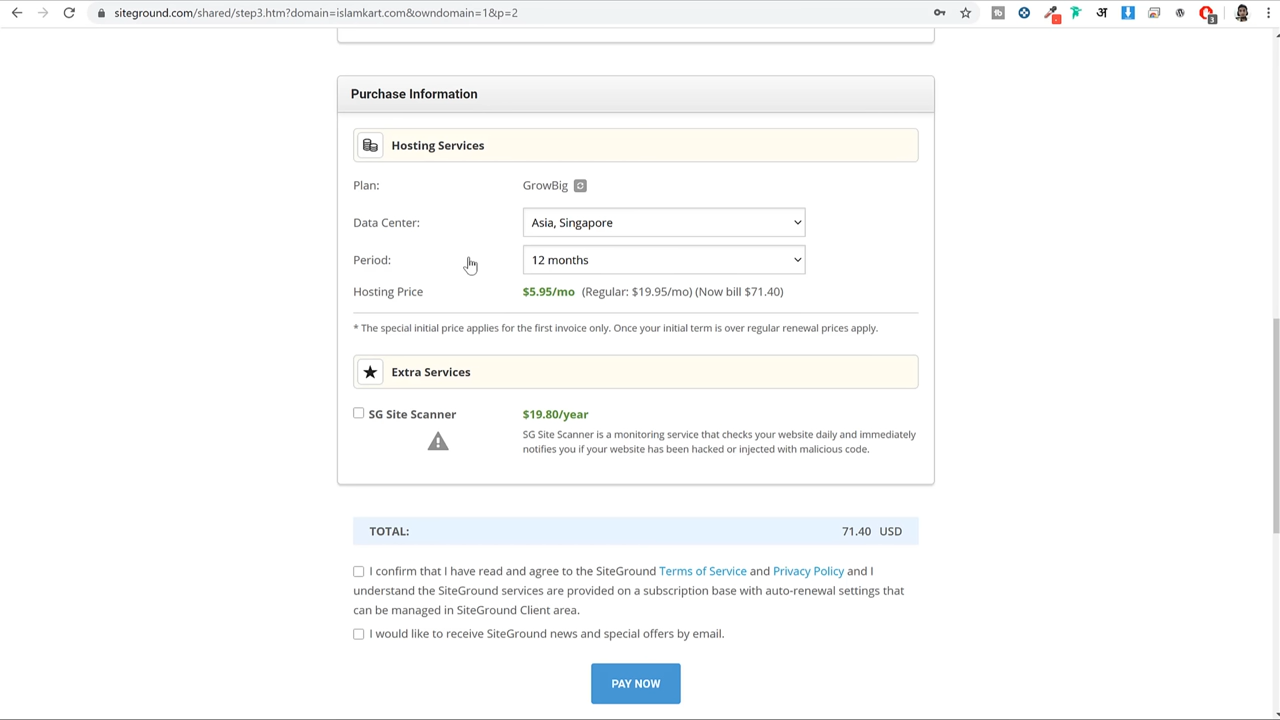 siteground.com/shared/step3.htm?domain=islamkart.com&owndomain=1&p=2
अ
3
Purchase Information
Hosting Services
Plan: GrowBig
Data Center: Asia, Singapore
Period: 12 months
Hosting Price $5.95/mo (Regular: $19.95/mo) (Now bill $71.40)
* The special initial price applies for the first invoice only. Once your initial term is over regular renewal prices apply.
Extra Services
SG Site Scanner $19.80/year
SG Site Scanner is a monitoring service that checks your website daily and immediately
notifies you if your website has been hacked or injected with malicious code.
TOTAL: 71.40 USD
I confirm that I have read and agree to the SiteGround Terms of Service and Privacy Policy and I
understand the SiteGround services are provided on a subscription base with auto-renewal settings that
can be managed in SiteGround Client area.
I would like to receive SiteGround news and special offers by email.
PAY NOW